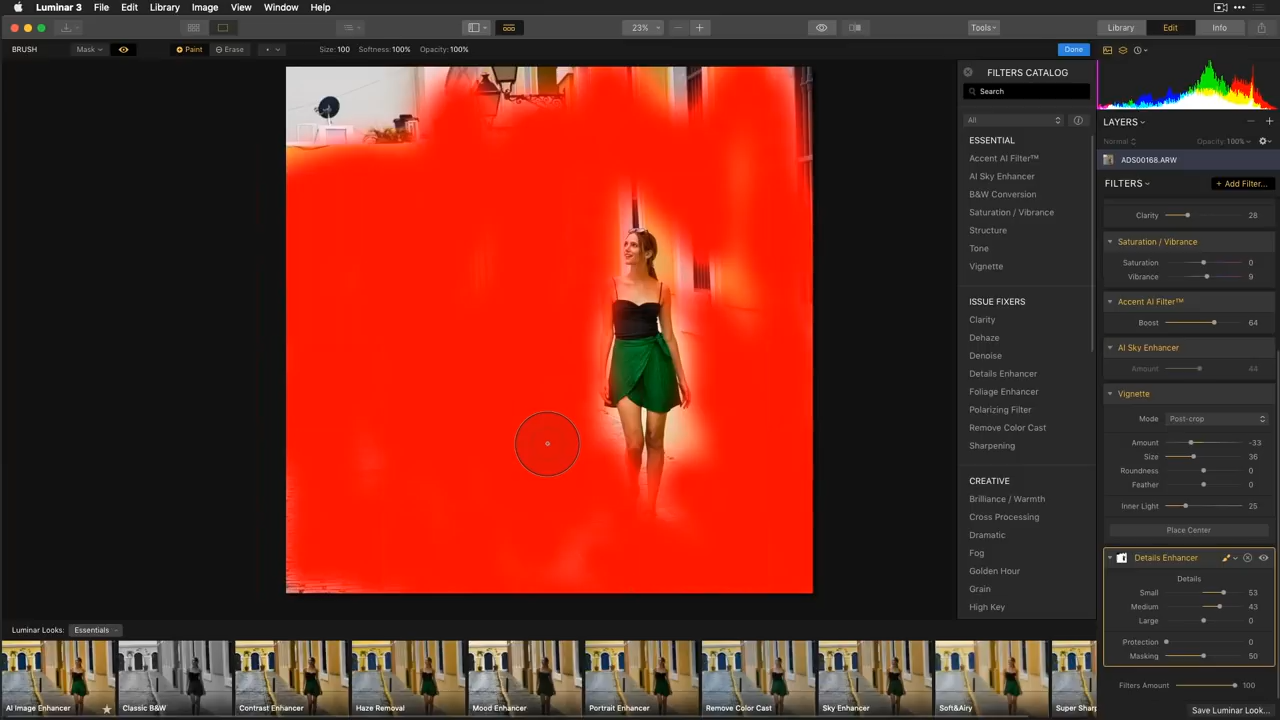 Luminar 3 File Edit Library Image View Window Help
23% Tools Library Edit Info
BRUSH Mask Paint Erase Size: 100 Softness: 100% Opacity: 100% Done
FILTERS CATALOG
Search
All
ESSENTIAL
Accent AI Filter™
AI Sky Enhancer
B&W Conversion
Saturation / Vibrance
Structure
Tone
Vignette
ISSUE FIXERS
Clarity
Dehaze
Denoise
Details Enhancer
Foliage Enhancer
Polarizing Filter
Remove Color Cast
Sharpening
CREATIVE
Brilliance / Warmth
Cross Processing
Dramatic
Fog
Golden Hour
Grain
High Key
LAYERS
Normal Opacity: 100%
ADS00168.ARW
FILTERS + Add Filter...
Clarity 28
Saturation / Vibrance
Saturation 0
Vibrance 9
Accent AI Filter™
Boost 64
AI Sky Enhancer
Amount 44
Vignette
Mode Post-crop
Amount -33
Size 36
Roundness 0
Feather 0
Inner Light 25
Place Center
Details Enhancer
Details
Small 53
Medium 43
Large 0
Protection 0
Masking 50
Filters Amount 100
Save Luminar Look...
Luminar Looks: Essentials
AI Image Enhancer Classic B&W Contrast Enhancer Haze Removal Mood Enhancer Portrait Enhancer Remove Color Cast Sky Enhancer Soft&Airy Super Sharp